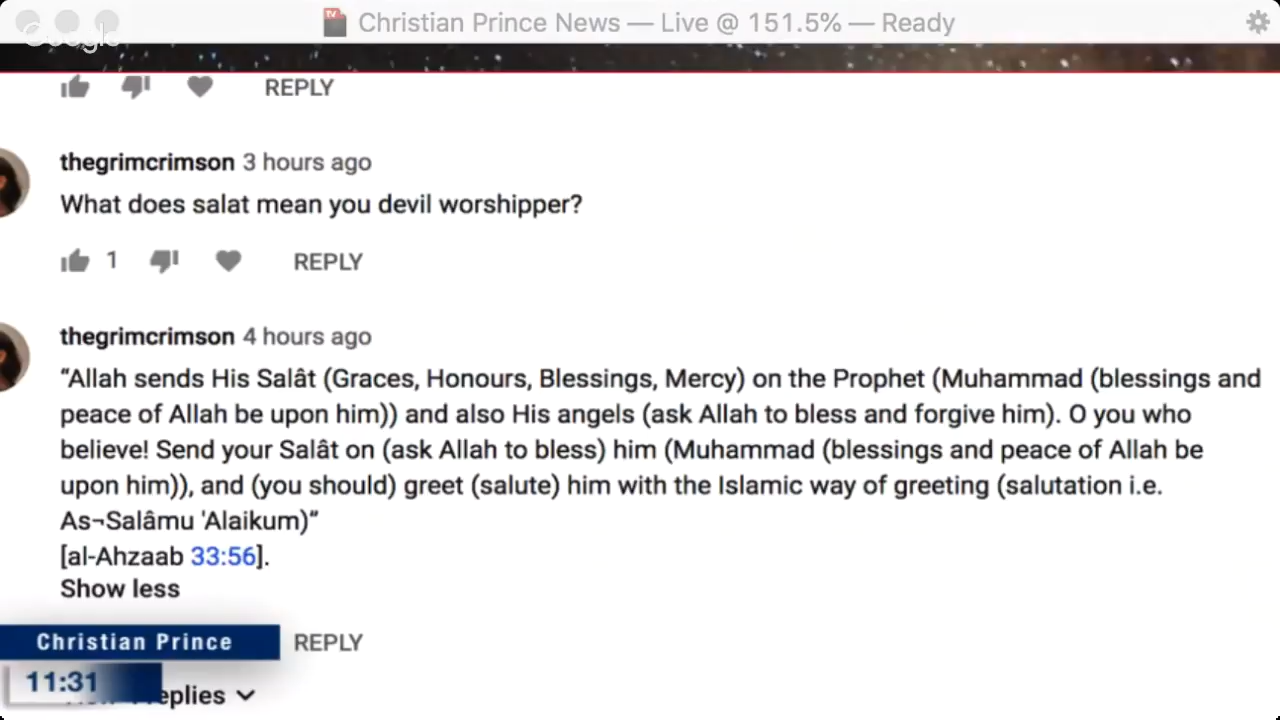 Christian Prince News — Live @ 151.5% — Ready
Google
REPLY
thegrimcrimson 3 hours ago
What does salat mean you devil worshipper?
1 REPLY
thegrimcrimson 4 hours ago
“Allah sends His Salât (Graces, Honours, Blessings, Mercy) on the Prophet (Muhammad (blessings and
peace of Allah be upon him)) and also His angels (ask Allah to bless and forgive him). O you who
believe! Send your Salât on (ask Allah to bless) him (Muhammad (blessings and peace of Allah be
upon him)), and (you should) greet (salute) him with the Islamic way of greeting (salutation i.e.
As¬Salâmu 'Alaikum)”
[al-Ahzaab 33:56].
Show less
Christian Prince REPLY
11:31
eplies